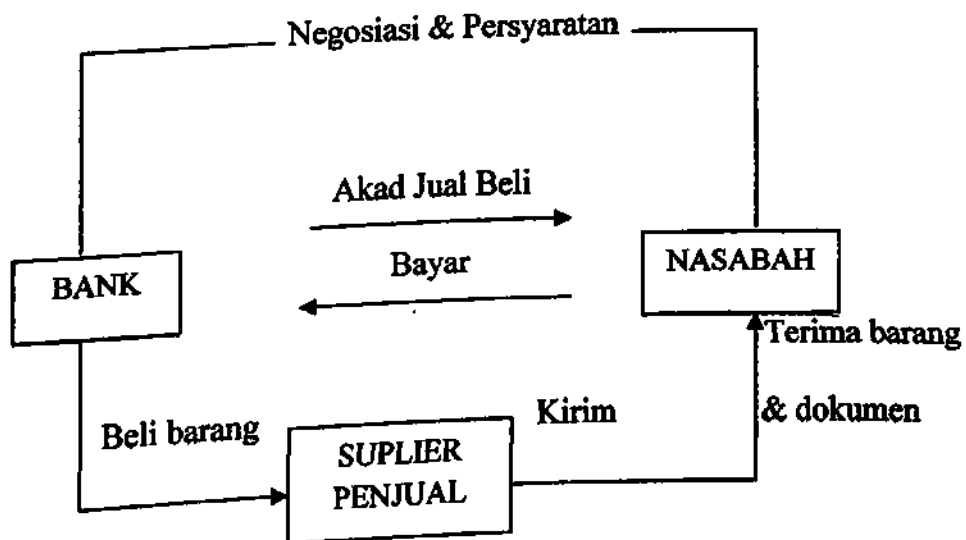 Negosiasi & Persyaratan
Akad Jual Beli
Bayar
BANK
NASABAH
Terima barang
& dokumen
Kirim
Beli barang
SUPLIER
PENJUAL